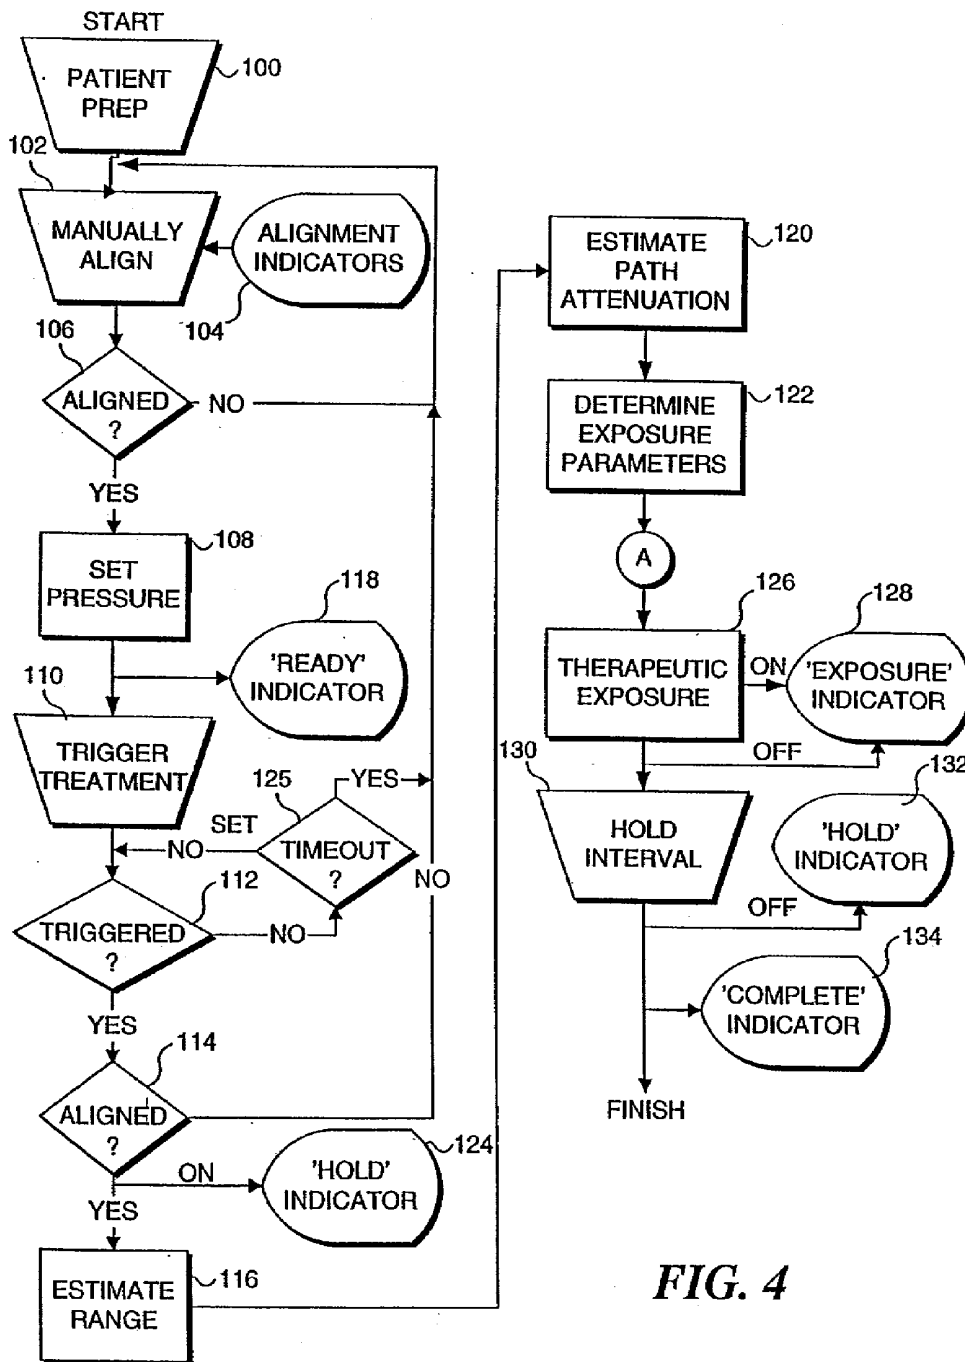 START
PATIENT
PREP
100
102
MANUALLY
ALIGN
ALIGNMENT
INDICATORS
104
106
ALIGNED
?
NO
YES
108
SET
PRESSURE
118
'READY'
INDICATOR
110
TRIGGER
TREATMENT
125
YES
SET
NO
TIMEOUT
?
NO
112
TRIGGERED
?
NO
YES
114
ALIGNED
?
ON
'HOLD'
INDICATOR
124
YES
116
ESTIMATE
RANGE
120
ESTIMATE
PATH
ATTENUATION
122
DETERMINE
EXPOSURE
PARAMETERS
A
126
THERAPEUTIC
EXPOSURE
ON
128
'EXPOSURE'
INDICATOR
OFF
130
HOLD
INTERVAL
132
'HOLD'
INDICATOR
OFF
134
'COMPLETE'
INDICATOR
FINISH
FIG. 4